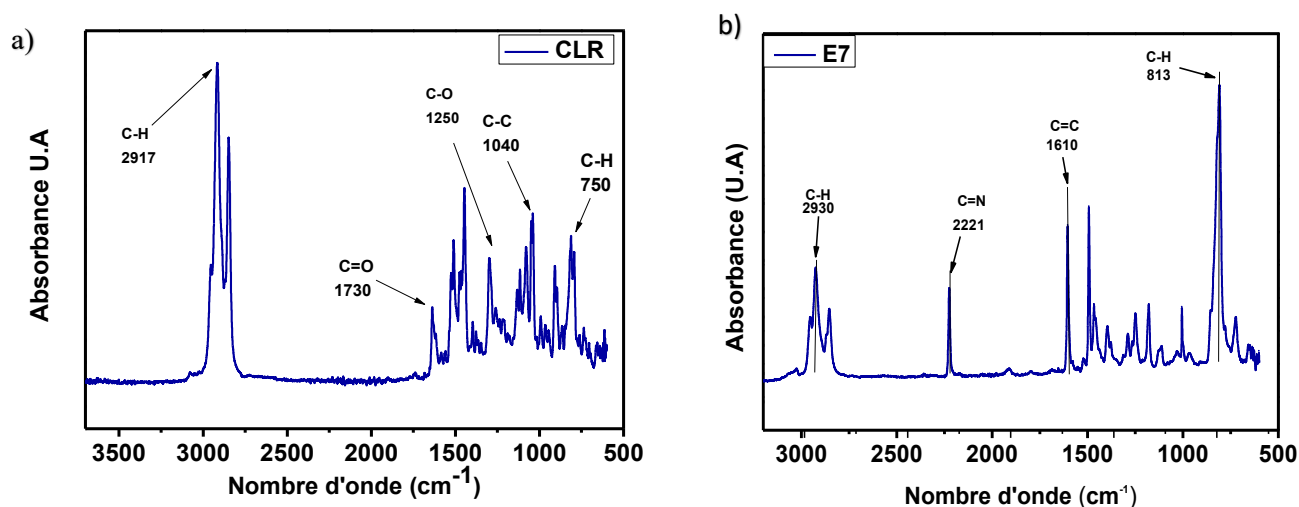 a)
CLR
C-H
2917
C=O
1730
C-O
1250
C-C
1040
C-H
750
Absorbance U.A
3500 3000 2500 2000 1500 1000 500
Nombre d'onde (cm-1)
b)
E7
C-H
2930
C=N
2221
C=C
1610
C-H
813
Absorbance (U.A)
3000 2500 2000 1500 1000 500
Nombre d'onde (cm-1)